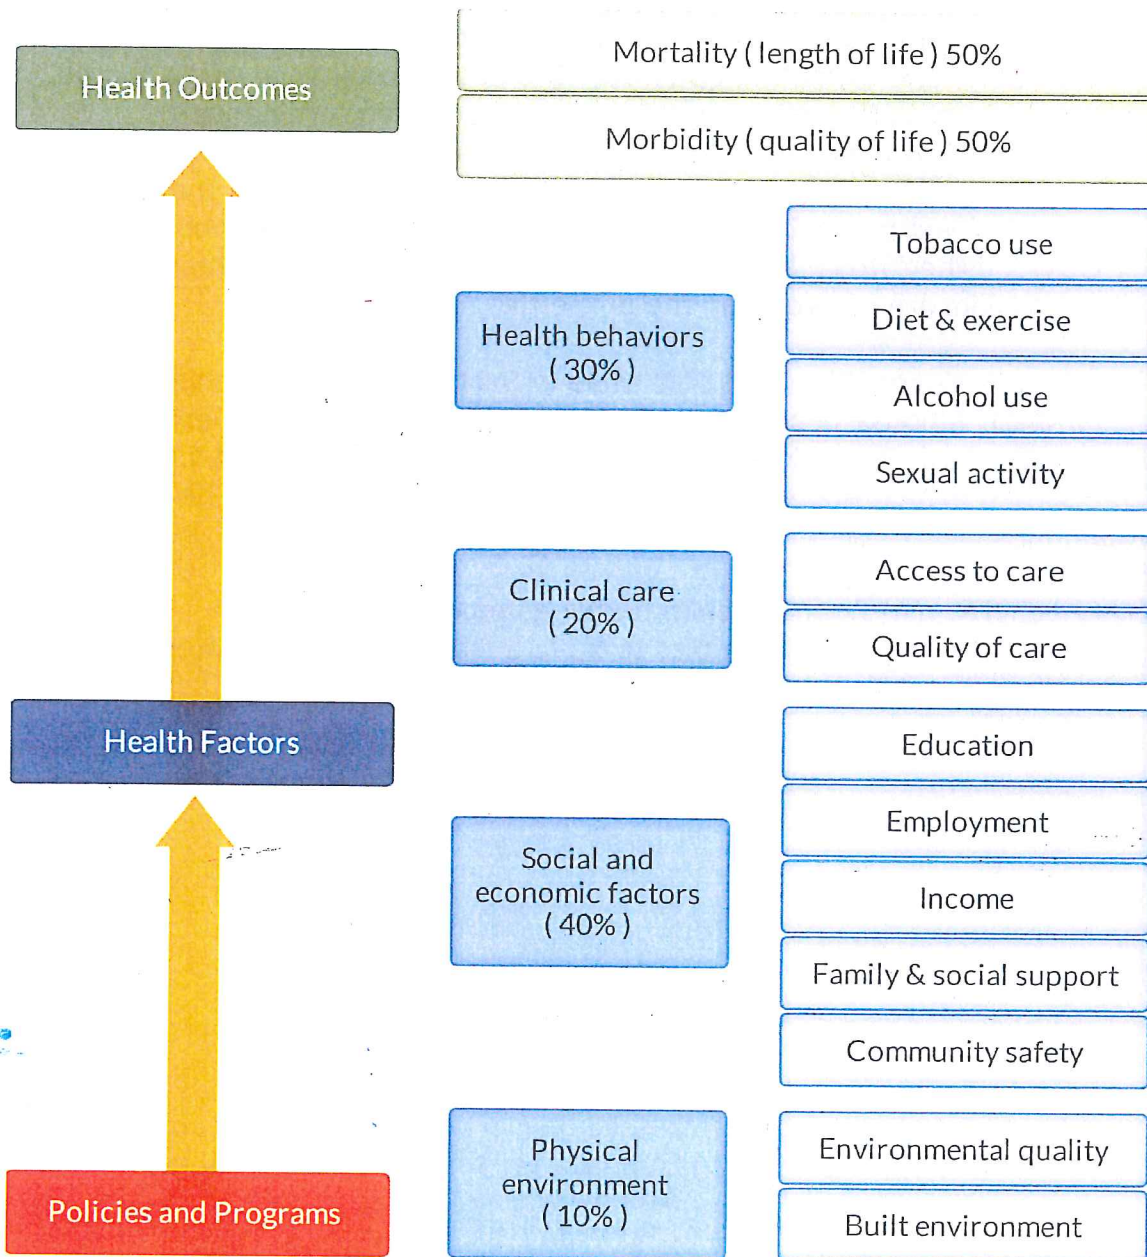 Health Outcomes
Mortality ( length of life ) 50%
Morbidity ( quality of life ) 50%
Health behaviors
( 30% )
Tobacco use
Diet & exercise
Alcohol use
Sexual activity
Clinical care
( 20% )
Access to care
Quality of care
Health Factors
Social and
economic factors
( 40% )
Education
Employment
Income
Family & social support
Community safety
Policies and Programs
Physical
environment
( 10% )
Environmental quality
Built environment